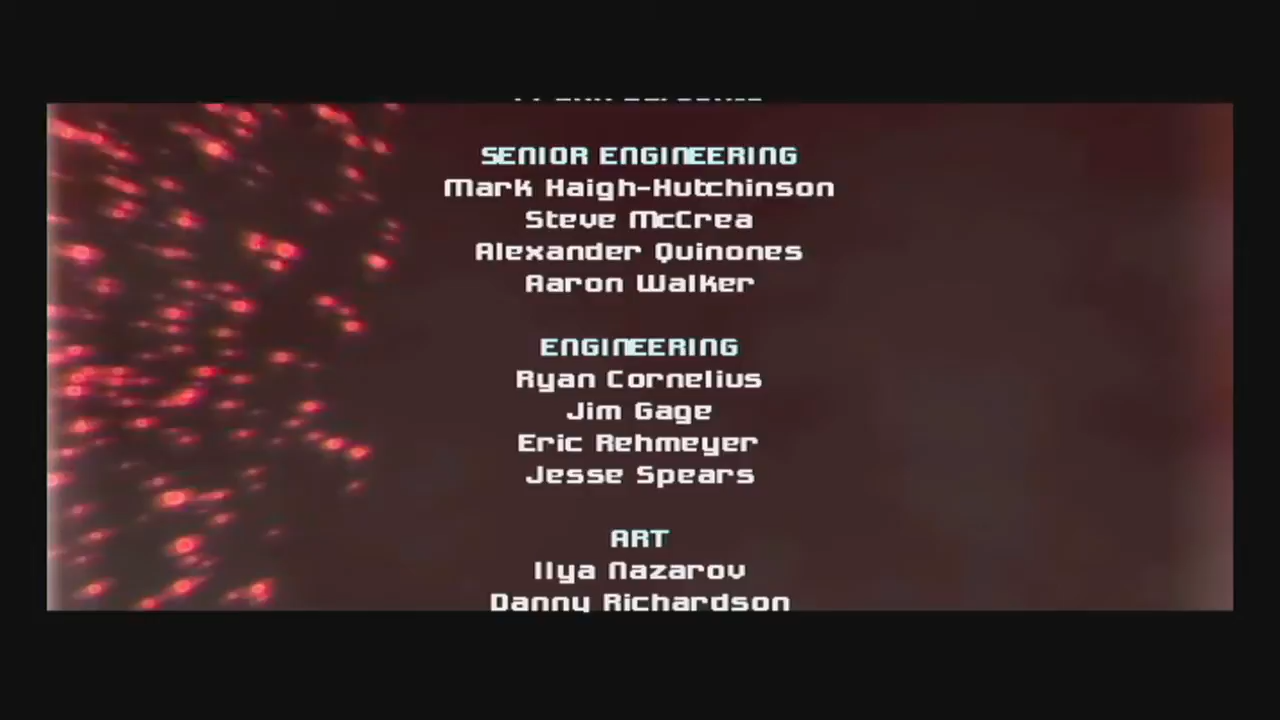 SENIOR ENGINEERING
Mark Haigh-Hutchinson
Steve McCrea
Alexander Quinones
Aaron Walker
ENGINEERING
Ryan Cornelius
Jim Gage
Eric Rehmeyer
Jesse Spears
ART
Ilya Nazarov
Danny Richardson